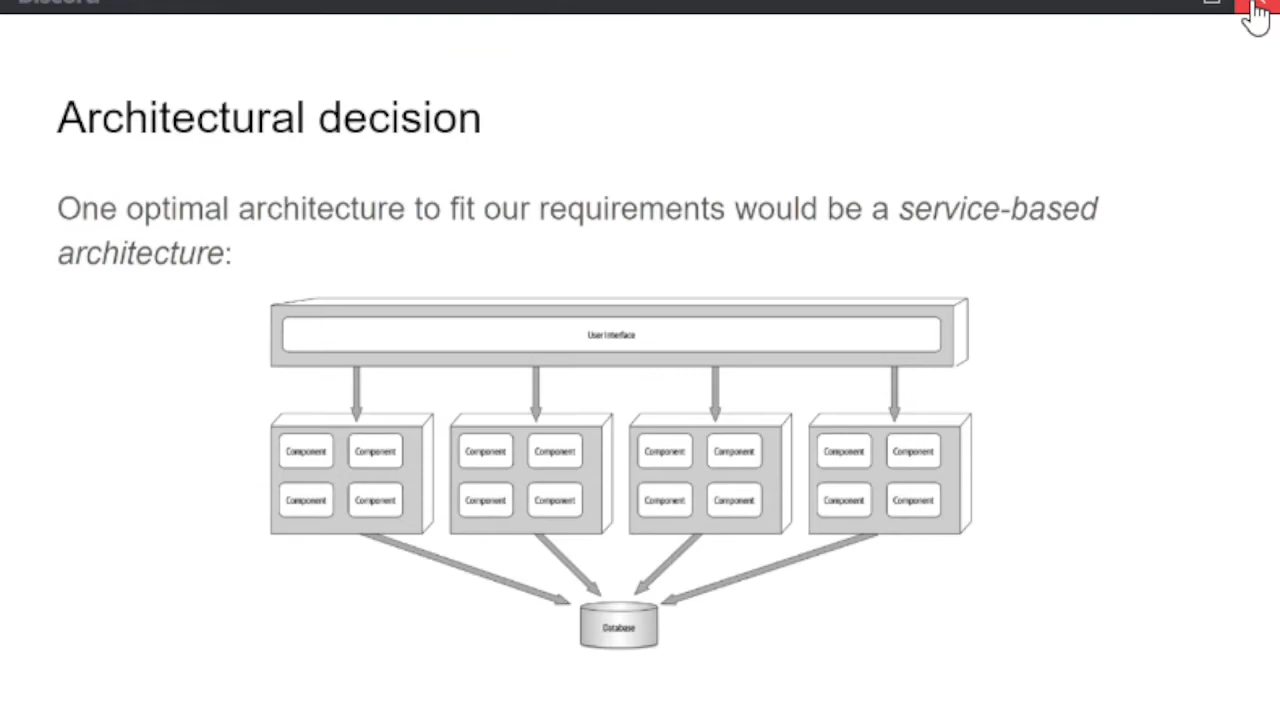 Discord
Architectural decision
One optimal architecture to fit our requirements would be a service-based
architecture:
User Interface
Component Component Component Component Component Component Component Component
Component Component Component Component Component Component Component Component
Database